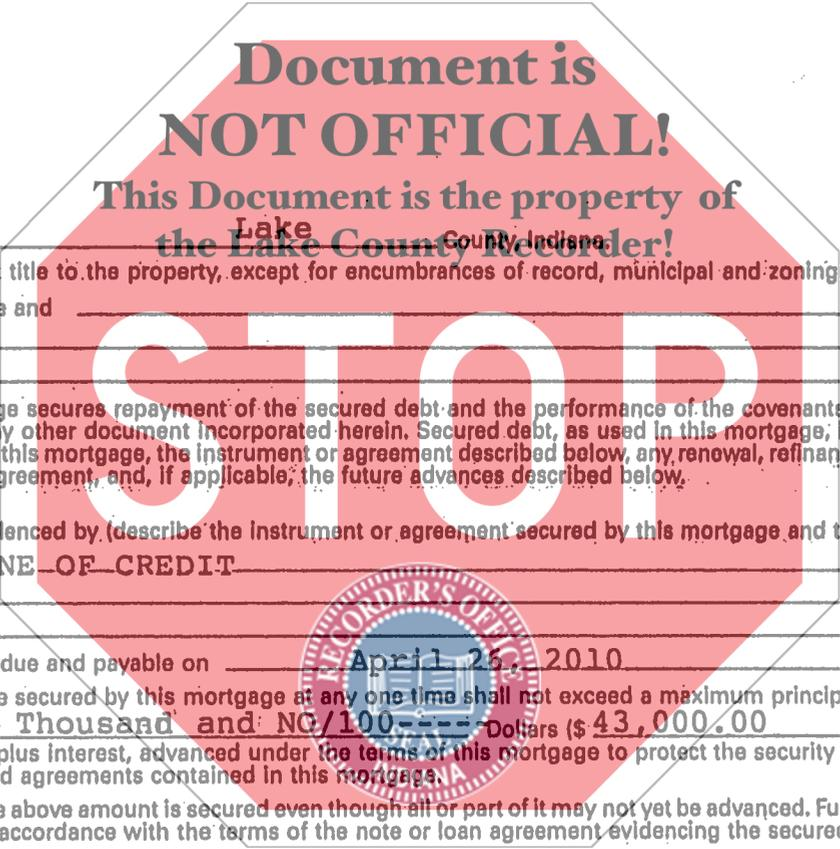 Document is
NOT OFFICIAL!
This Document is the property of
the Lake County Recorder!
Lake County, Indiana,
title to the property, except for encumbrances of record, municipal and zoning
and
STOP
ge secures repayment of the secured debt and the performance of the covenants
y other document incorporated herein. Secured debt, as used in this mortgage,
this mortgage, the instrument or agreement described below, any renewal, refinan
greement, and, if applicable, the future advances described below.
denced by (describe the instrument or agreement secured by this mortgage and t
NE OF CREDIT
RECORDER'S OFFICE
SEAL
due and payable on April 26, 2010
e secured by this mortgage at any one time shall not exceed a maximum princip
Thousand and NO/100----- Dollars ($ 43,000.00
plus interest, advanced under the terms of this mortgage to protect the security
d agreements contained in this mortgage.
e above amount is secured even though all or part of it may not yet be advanced. Fu
accordance with the terms of the note or loan agreement evidencing the secure